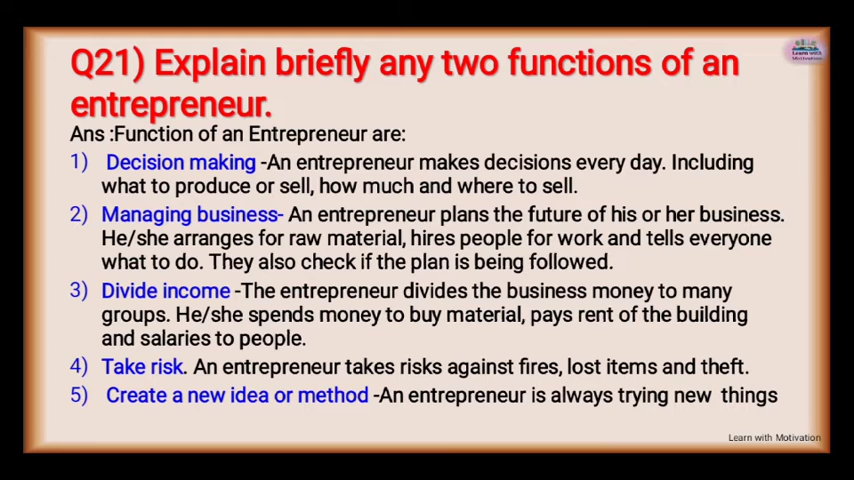 Q21) Explain briefly any two functions of an
entrepreneur.
Ans :Function of an Entrepreneur are:
1) Decision making -An entrepreneur makes decisions every day. Including
what to produce or sell, how much and where to sell.
2) Managing business- An entrepreneur plans the future of his or her business.
He/she arranges for raw material, hires people for work and tells everyone
what to do. They also check if the plan is being followed.
3) Divide income -The entrepreneur divides the business money to many
groups. He/she spends money to buy material, pays rent of the building
and salaries to people.
4) Take risk. An entrepreneur takes risks against fires, lost items and theft.
5) Create a new idea or method -An entrepreneur is always trying new things
Learn with Motivation
Learn with
Motivation